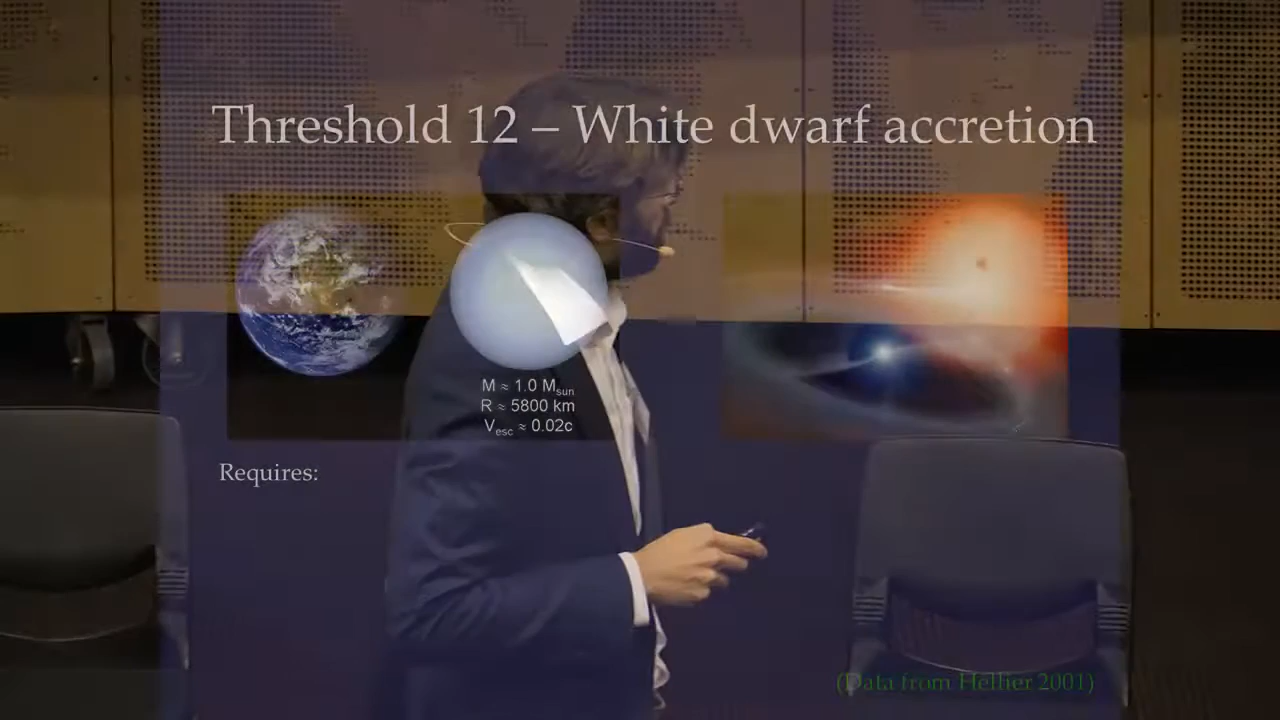 Threshold 12 – White dwarf accretion
M ≈ 1.0 Msun
R ≈ 5800 km
Vesc ≈ 0.02c
Requires:
(Data from Hellier 2001)